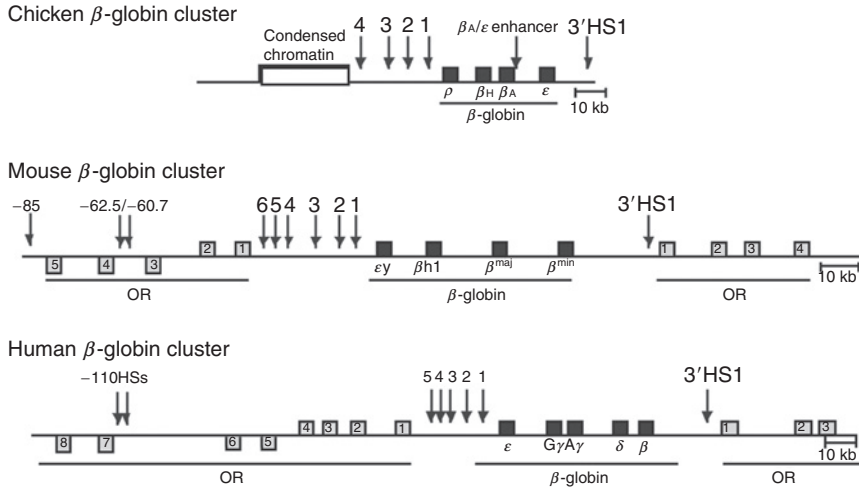 Chicken β-globin cluster
Condensed chromatin
4 3 2 1
βA/ε enhancer
3′HS1
ρ βH βA ε
β-globin
10 kb
Mouse β-globin cluster
−85
−62.5/−60.7
6 5 4 3 2 1
3′HS1
5 4 3 2 1
εy βh1 βmaj βmin
1 2 3 4
OR
β-globin
OR
10 kb
Human β-globin cluster
−110HSs
5 4 3 2 1
3′HS1
8 7 6 5 4 3 2 1
ε Gγ Aγ δ β
1 2 3
OR
β-globin
OR
10 kb